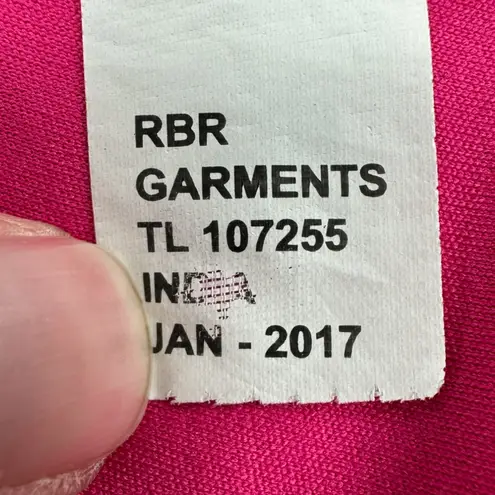 RBR
GARMENTS
TL 107255
INDIA
JAN - 2017